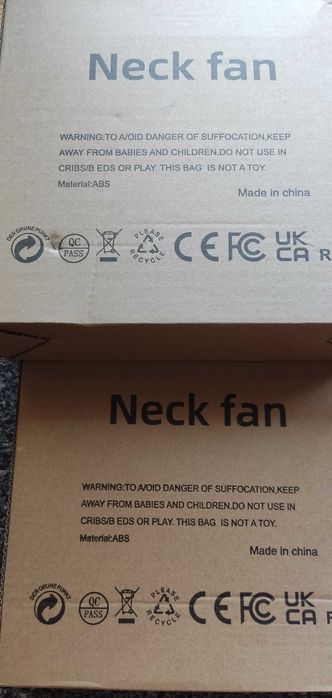 Neck fan
WARNING:TO A/OID DANGER OF SUFFOCATION,KEEP
AWAY FROM BABIES AND CHILDREN.DO NOT USE IN
CRIBS/B EDS OR PLAY. THIS BAG IS NOT A TOY.
Material:ABS
Made in china
DER GRÜNE PUNKT
QC
PASS
PLEASE
RECYCLE
CE FC UK
CA R
Neck fan
WARNING:TO A/OID DANGER OF SUFFOCATION,KEEP
AWAY FROM BABIES AND CHILDREN.DO NOT USE IN
CRIBS/B EDS OR PLAY. THIS BAG IS NOT A TOY.
Material:ABS
Made in china
DER GRÜNE PUNKT
QC
PASS
PLEASE
RECYCLE
CE FC UK
CA